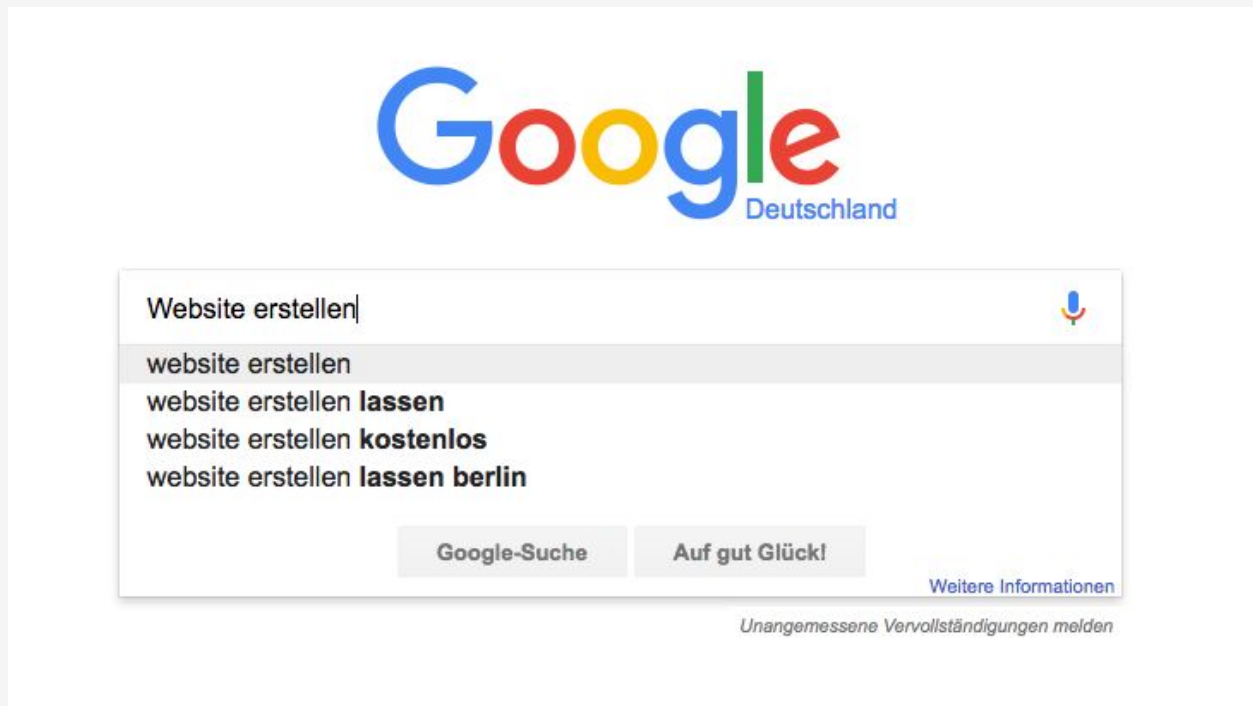 Google
Deutschland
Website erstellen
website erstellen
website erstellen lassen
website erstellen kostenlos
website erstellen lassen berlin
Google-Suche Auf gut Glück!
Weitere Informationen
Unangemessene Vervollständigungen melden